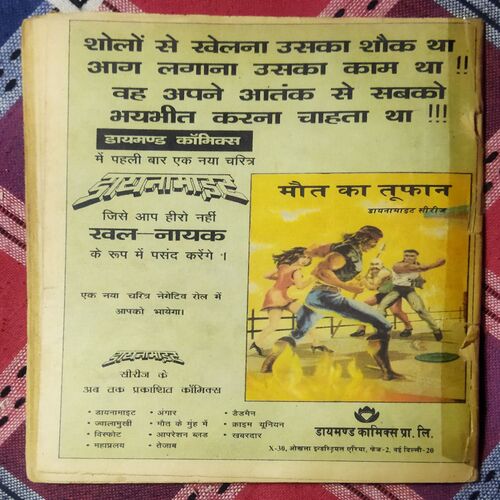 शोलों से खेलना उसका शौक था
आग लगाना उसका काम था !!
वह अपने आतंक से सबको
भयभीत करना चाहता था !!!
डायमण्ड कॉमिक्स
में पहली बार एक नया चरित्र
डायनामाइट
जिसे आप हीरो नहीं
खल-नायक
के रूप में पसंद करेंगे ।
एक नया चरित्र नेगेटिव रोल में
आपको भायेगा।
डायनामाइट
सीरीज के
अब तक प्रकाशित कॉमिक्स
• डायनामाइट • अंगार • डैडमैन
• ज्वालामुखी • मौत के मुंह में • क्राइम यूनियन
• विस्फोट • आपरेशन ब्लड • खबरदार
• महाप्रलय • तेजाब
मौत का तूफान
डायनामाइट सीरीज
डायमण्ड कामिक्स प्रा. लि.
X-30, ओखला इन्डस्ट्रियल एरिया, फेज-2, नई दिल्ली-20